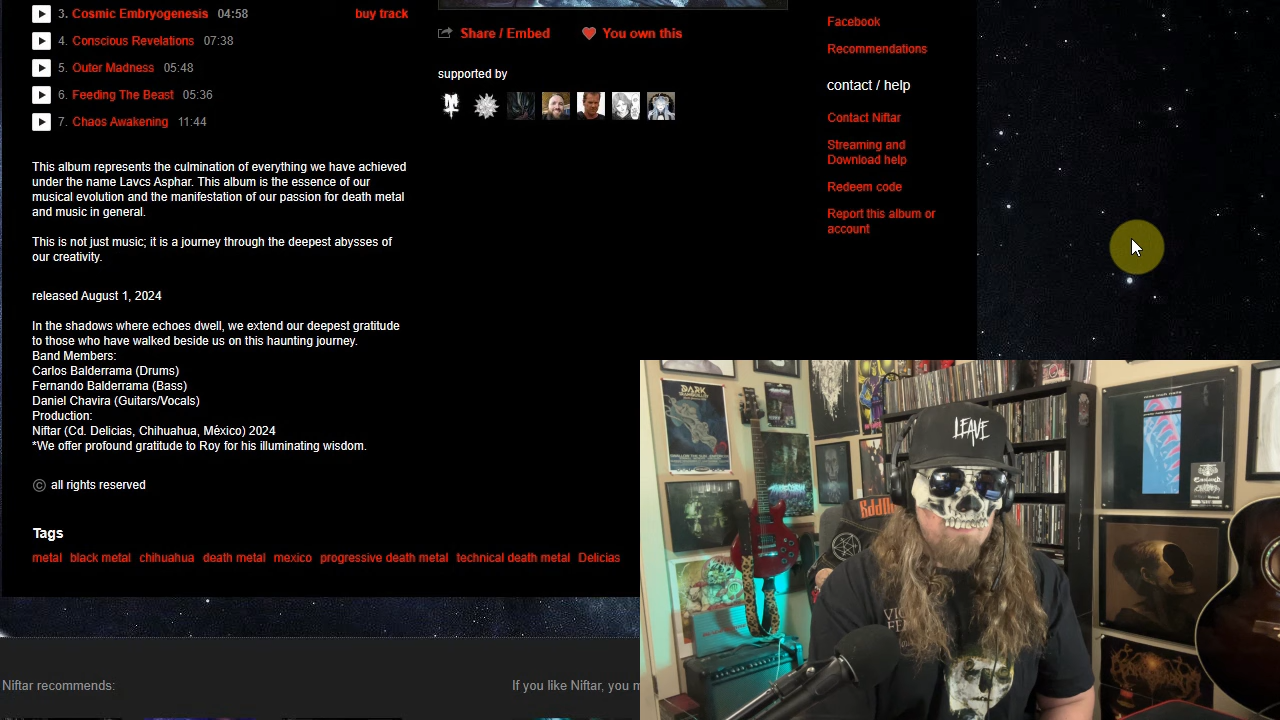 3. Cosmic Embryogenesis 04:58 buy track
4. Conscious Revelations 07:38
5. Outer Madness 05:48
6. Feeding The Beast 05:36
7. Chaos Awakening 11:44
This album represents the culmination of everything we have achieved
under the name Lavcs Asphar. This album is the essence of our
musical evolution and the manifestation of our passion for death metal
and music in general.
This is not just music; it is a journey through the deepest abysses of
our creativity.
released August 1, 2024
In the shadows where echoes dwell, we extend our deepest gratitude
to those who have walked beside us on this haunting journey.
Band Members:
Carlos Balderrama (Drums)
Fernando Balderrama (Bass)
Daniel Chavira (Guitars/Vocals)
Production:
Niftar (Cd. Delicias, Chihuahua, México) 2024
*We offer profound gratitude to Roy for his illuminating wisdom.
© all rights reserved
Tags
metal black metal chihuahua death metal mexico progressive death metal technical death metal Delicias
Share / Embed You own this
supported by
Facebook
Recommendations
contact / help
Contact Niftar
Streaming and
Download help
Redeem code
Report this album or
account
Niftar recommends:
If you like Niftar, you m
DARK
LEAVE